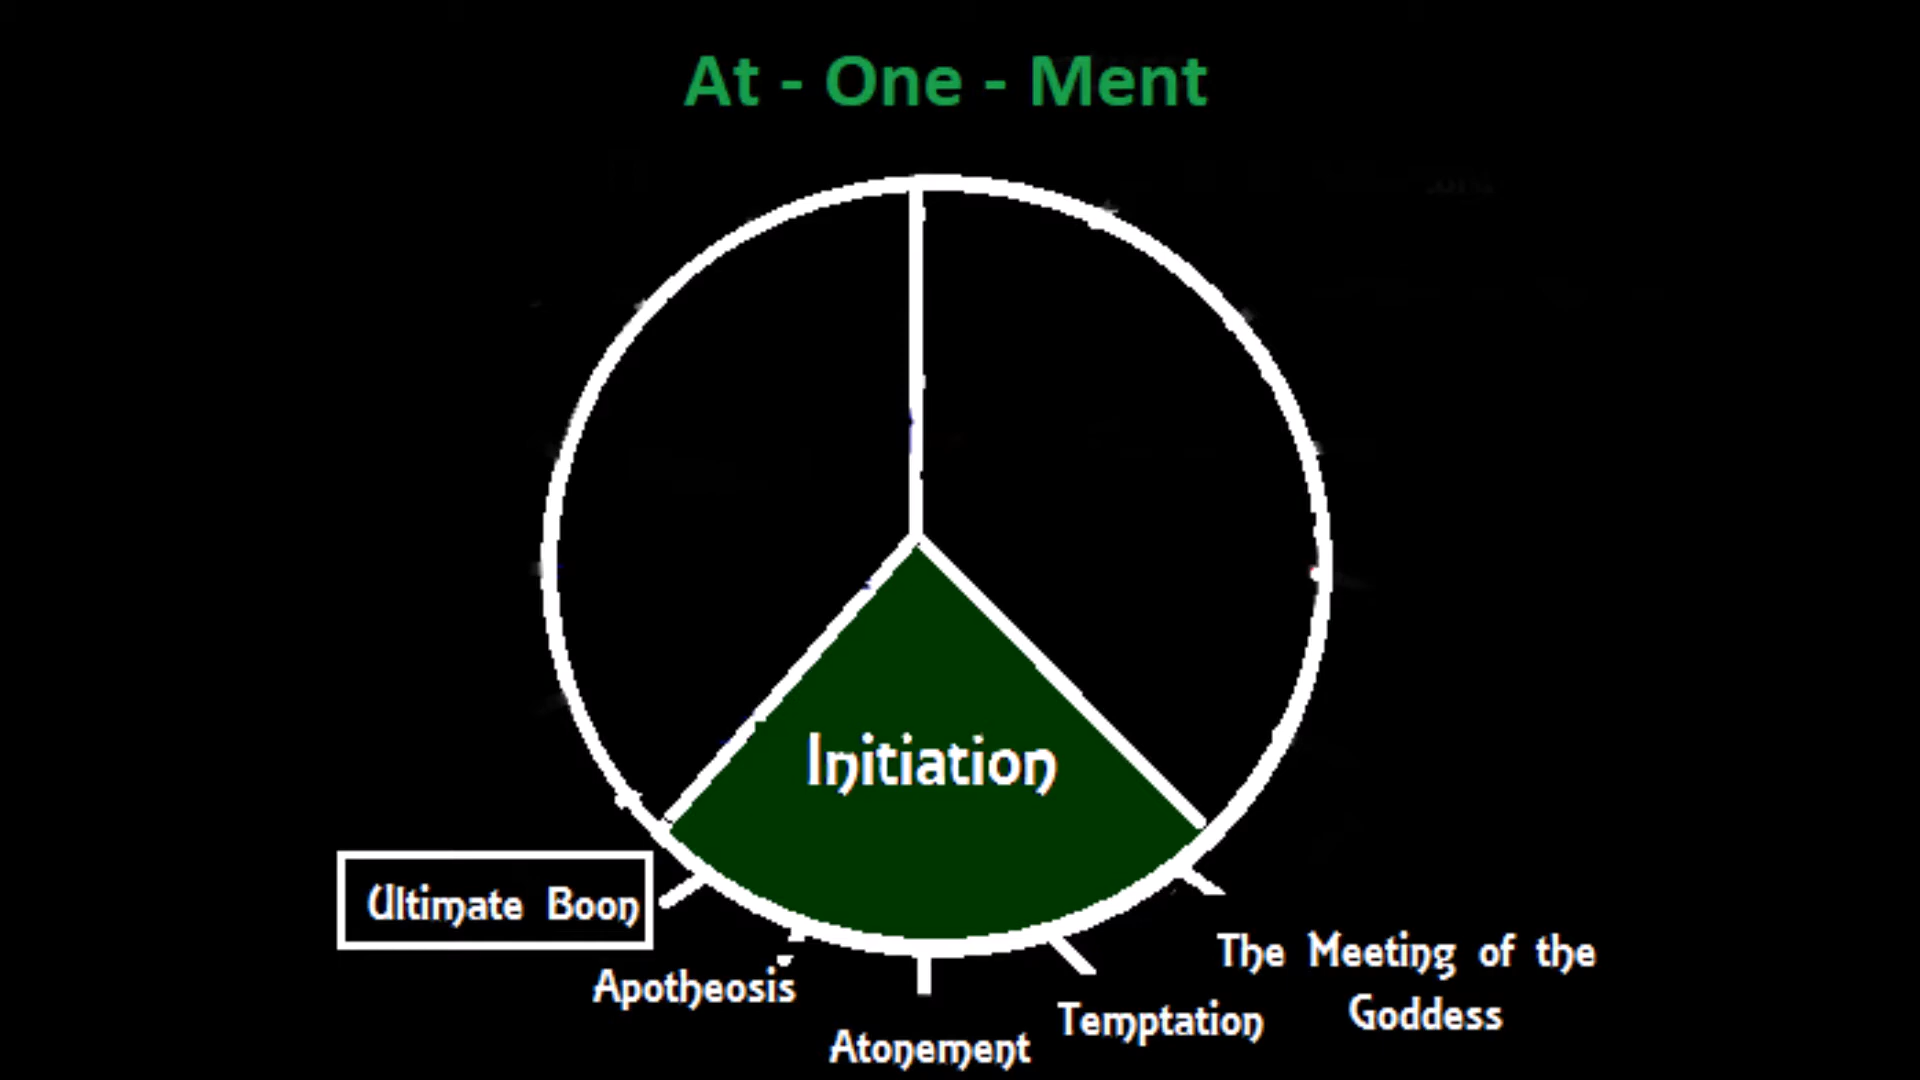 At - One - Ment
Initiation
Ultimate Boon
Apotheosis
Atonement
Temptation
The Meeting of the
Goddess